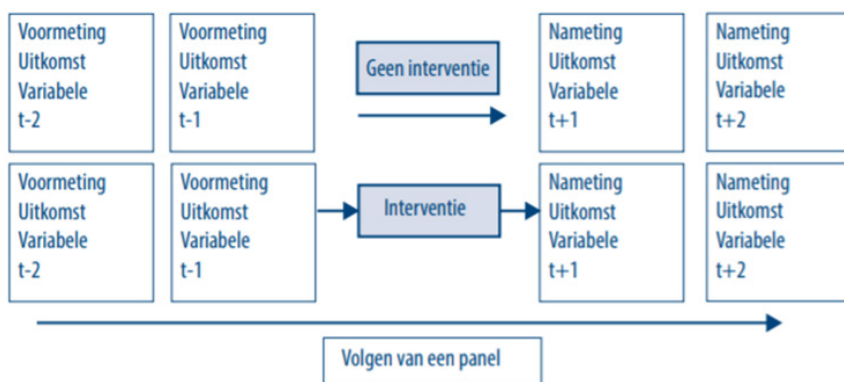 Voormeting
Uitkomst
Variabele
t-2
Voormeting
Uitkomst
Variabele
t-1
Geen interventie
Nameting
Uitkomst
Variabele
t+1
Nameting
Uitkomst
Variabele
t+2
Voormeting
Uitkomst
Variabele
t-2
Voormeting
Uitkomst
Variabele
t-1
Interventie
Nameting
Uitkomst
Variabele
t+1
Nameting
Uitkomst
Variabele
t+2
Volgen van een panel